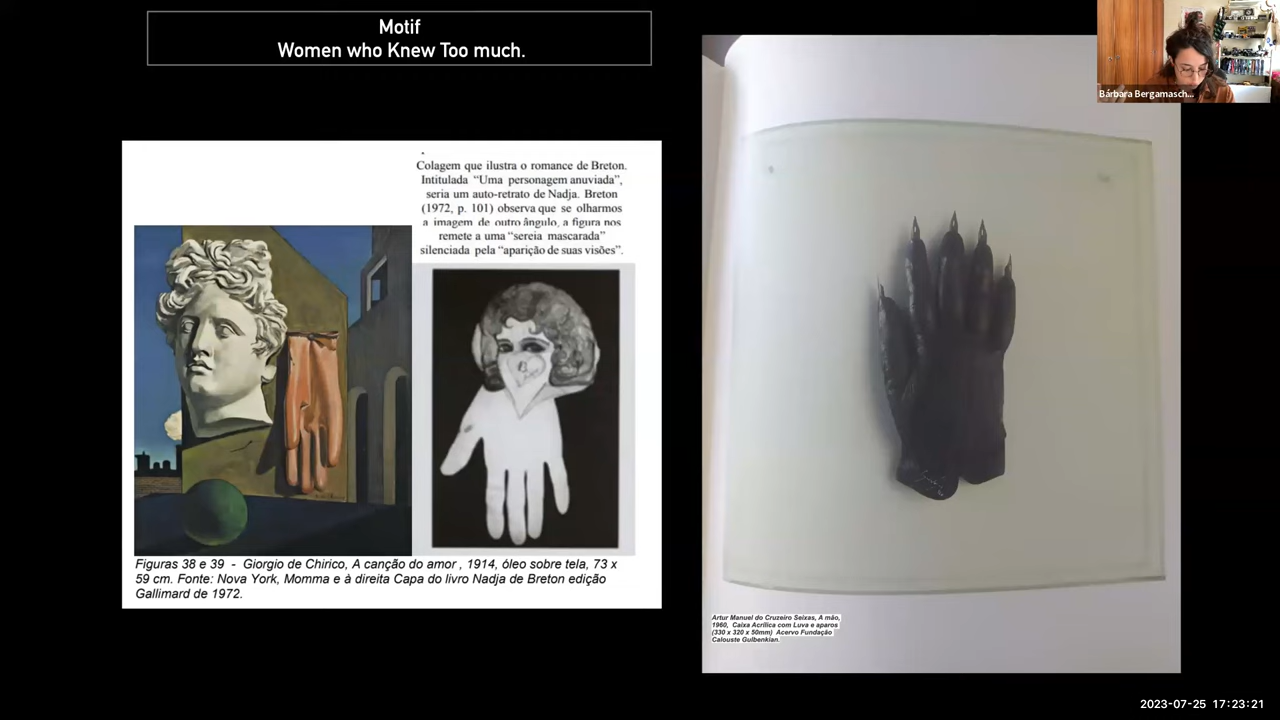 Motif
Women who Knew Too much.
Colagem que ilustra o romance de Breton.
Intitulada “Uma personagem anuviada”,
seria um auto-retrato de Nadja. Breton
(1972, p. 101) observa que se olharmos
a imagem de outro ângulo, a figura nos
remete a uma “sereia mascarada”
silenciada pela “aparição de suas visões”.
Figuras 38 e 39 - Giorgio de Chirico, A canção do amor , 1914, óleo sobre tela, 73 x
59 cm. Fonte: Nova York, Momma e à direita Capa do livro Nadja de Breton edição
Gallimard de 1972.
Artur Manuel do Cruzeiro Seixas, A mão,
1960, Caixa Acrílica com Luva e aparos
(330 x 320 x 50mm) Acervo Fundação
Calouste Gulbenkian.
Bárbara Bergamasch...
2023-07-25 17:23:21